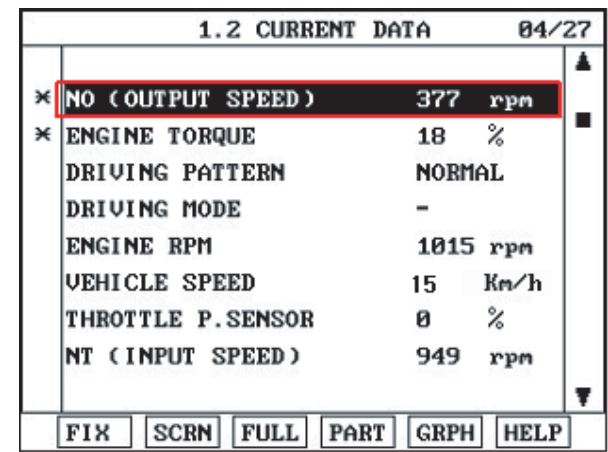 1.2 CURRENT DATA 04/27
* NO (OUTPUT SPEED) 377 rpm
* ENGINE TORQUE 18 %
DRIVING PATTERN NORMAL
DRIVING MODE -
ENGINE RPM 1015 rpm
VEHICLE SPEED 15 Km/h
THROTTLE P.SENSOR 0 %
NT (INPUT SPEED) 949 rpm
FIX SCRN FULL PART GRPH HELP